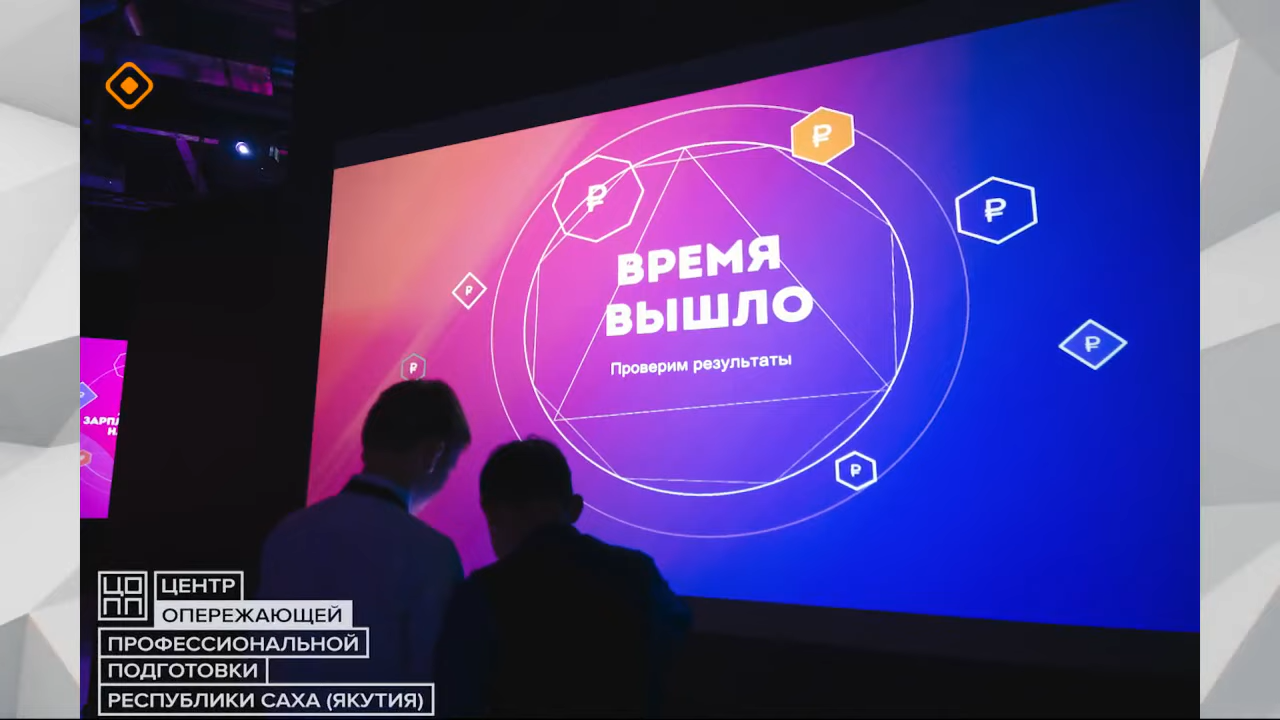 ВРЕМЯ
ВЫШЛО
Проверим результаты
ЦОПП
ЦЕНТР
ОПЕРЕЖАЮЩЕЙ
ПРОФЕССИОНАЛЬНОЙ
ПОДГОТОВКИ
РЕСПУБЛИКИ САХА (ЯКУТИЯ)